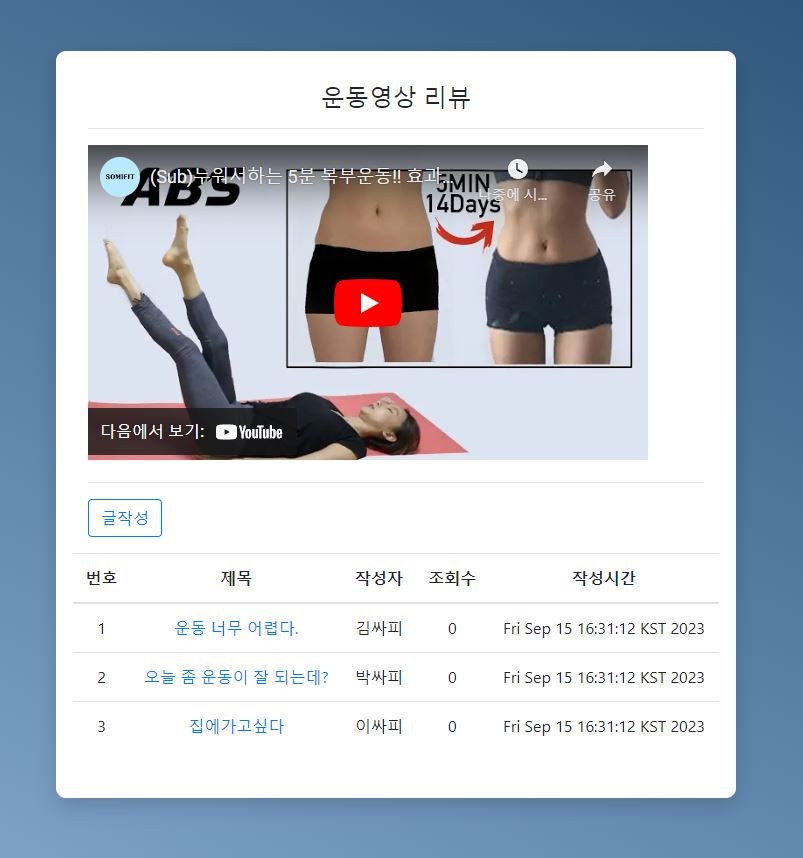 운동영상 리뷰
SOMIFIT
(Sub)누워서하는 5분 복부운동!! 효과...
나중에 시...
공유
ABS
5MIN
14Days
다음에서 보기: YouTube
글작성
번호 제목 작성자 조회수 작성시간
1 운동 너무 어렵다. 김싸피 0 Fri Sep 15 16:31:12 KST 2023
2 오늘 좀 운동이 잘 되는데? 박싸피 0 Fri Sep 15 16:31:12 KST 2023
3 집에가고싶다 이싸피 0 Fri Sep 15 16:31:12 KST 2023